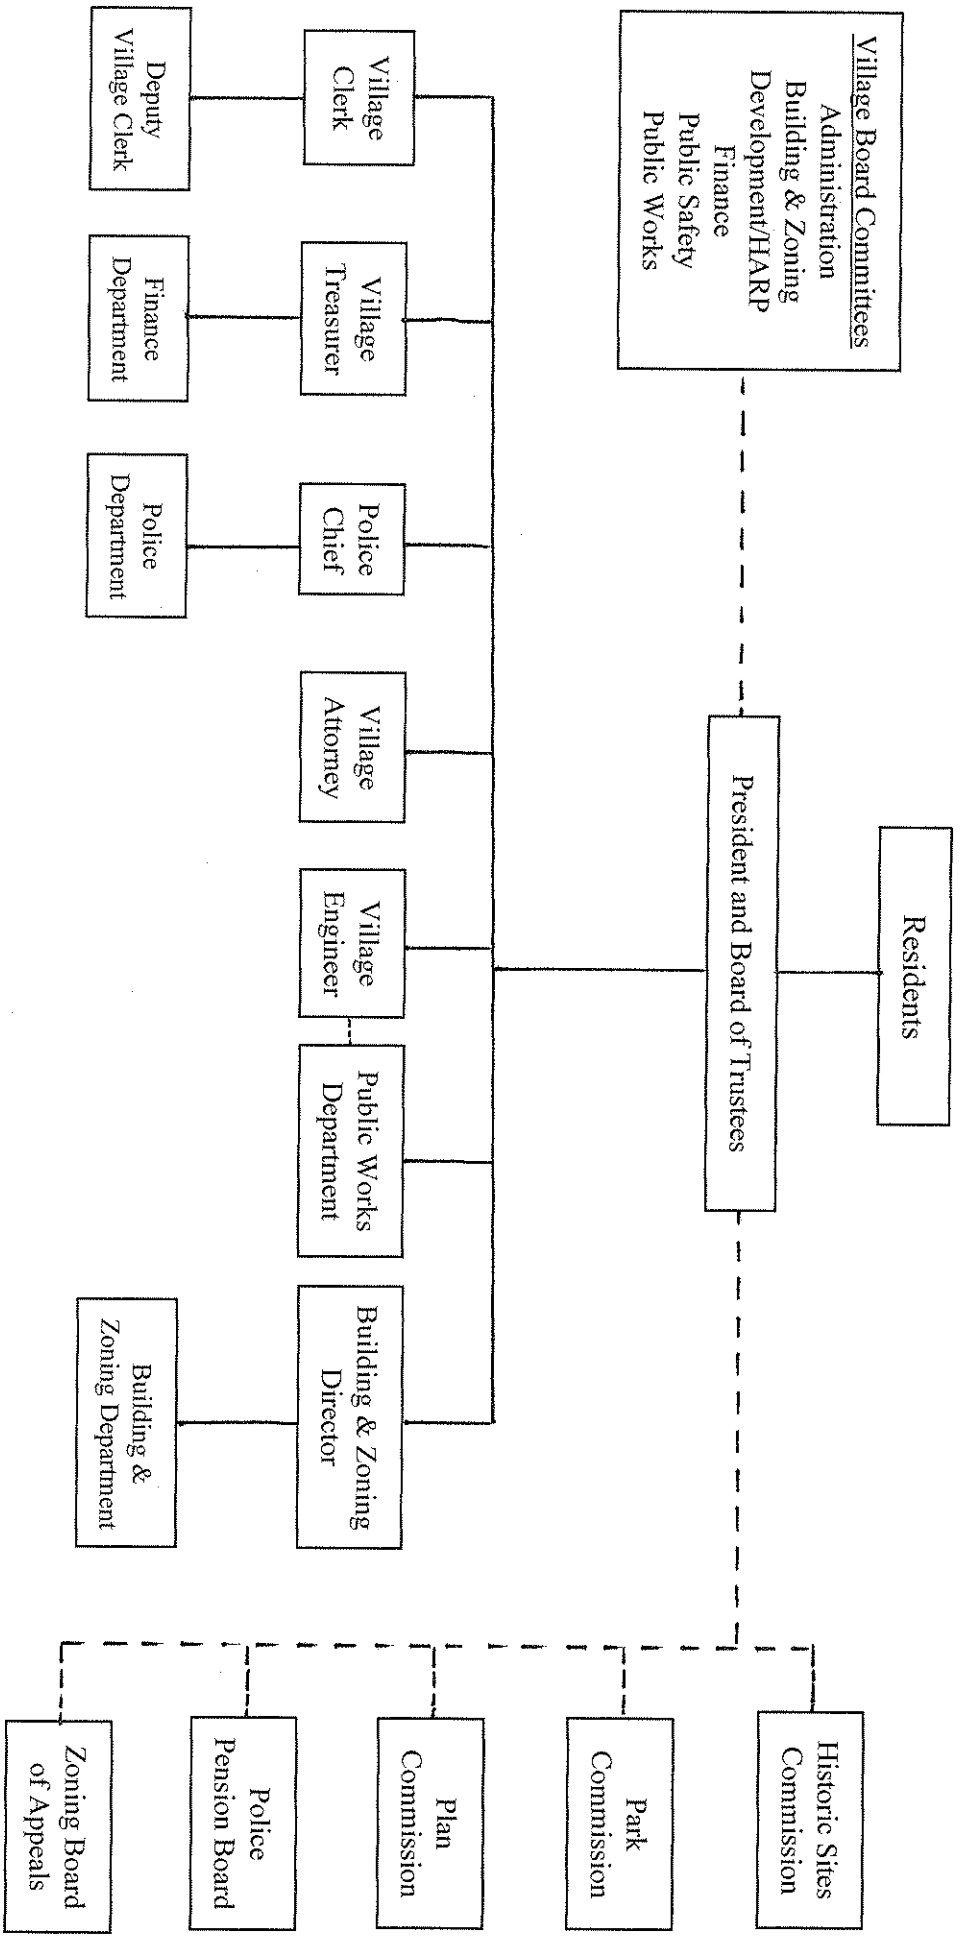 Residents
Village Board Committees
Administration
Building & Zoning
Development/HARP
Finance
Public Safety
Public Works
President and Board of Trustees
Historic Sites
Commission
Park
Commission
Plan
Commission
Police
Pension Board
Zoning Board
of Appeals
Village
Clerk
Village
Treasurer
Police
Chief
Village
Attorney
Village
Engineer
Public Works
Department
Building & Zoning
Director
Deputy
Village Clerk
Finance
Department
Police
Department
Building &
Zoning Department